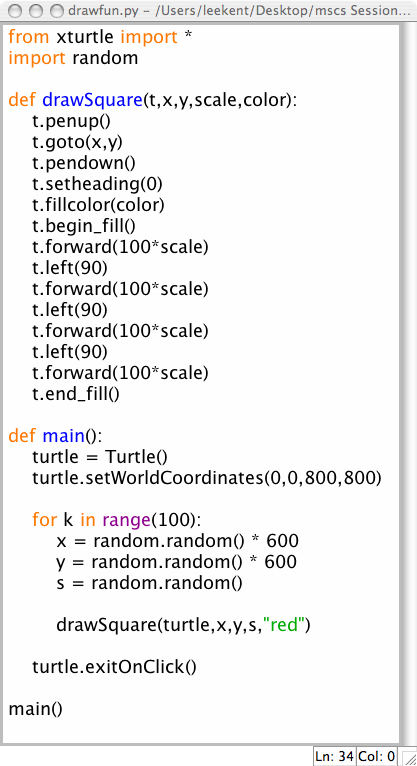 drawfun.py – /Users/leekent/Desktop/mscs Session...
from xturtle import *
import random
def drawSquare(t,x,y,scale,color):
t.penup()
t.goto(x,y)
t.pendown()
t.setheading(0)
t.fillcolor(color)
t.begin_fill()
t.forward(100*scale)
t.left(90)
t.forward(100*scale)
t.left(90)
t.forward(100*scale)
t.left(90)
t.forward(100*scale)
t.end_fill()
def main():
turtle = Turtle()
turtle.setWorldCoordinates(0,0,800,800)
for k in range(100):
x = random.random() * 600
y = random.random() * 600
s = random.random()
drawSquare(turtle,x,y,s,"red")
turtle.exitOnClick()
main()
Ln: 34 Col: 0